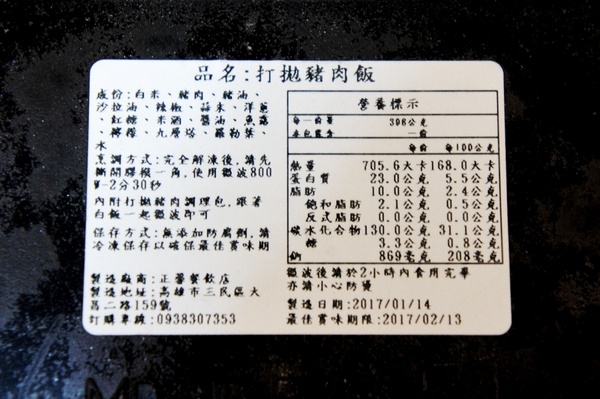 品名:打拋豬肉飯
成份:白米、豬肉、豬油、
沙拉油、辣椒、蒜末、洋蔥
、紅糖、米酒、醬油、魚露
、檸檬、九層塔、羅勒葉、
水
烹調方式:完全解凍後,請先
撕開膠膜一角,使用微波800
W-2分30秒
內附打拋豬肉調理包,跟著
白飯一起微波即可
保存方式:無添加防腐劑,請
冷凍保存以確保最佳賞味期
製造廠商:正馨餐飲店
製造地址:高雄市三民區大
昌二路159號
訂購專線:0938307353
營養標示
每一份量 398公克
本包裝含 一份
每份 每100公克
熱量 705.6大卡 168.0大卡
蛋白質 23.0公克 5.5公克
脂肪 10.0公克 2.4公克
飽和脂肪 2.1公克 0.5公克
反式脂肪 0.0公克 0.0公克
碳水化合物 130.0公克 31.1公克
糖 3.3公克 0.8公克
鈉 869毫克 208毫克
微波後請於2小時內食用完畢
亦請小心防燙
製造日期:2017/01/14
最佳賞味期限:2017/02/13